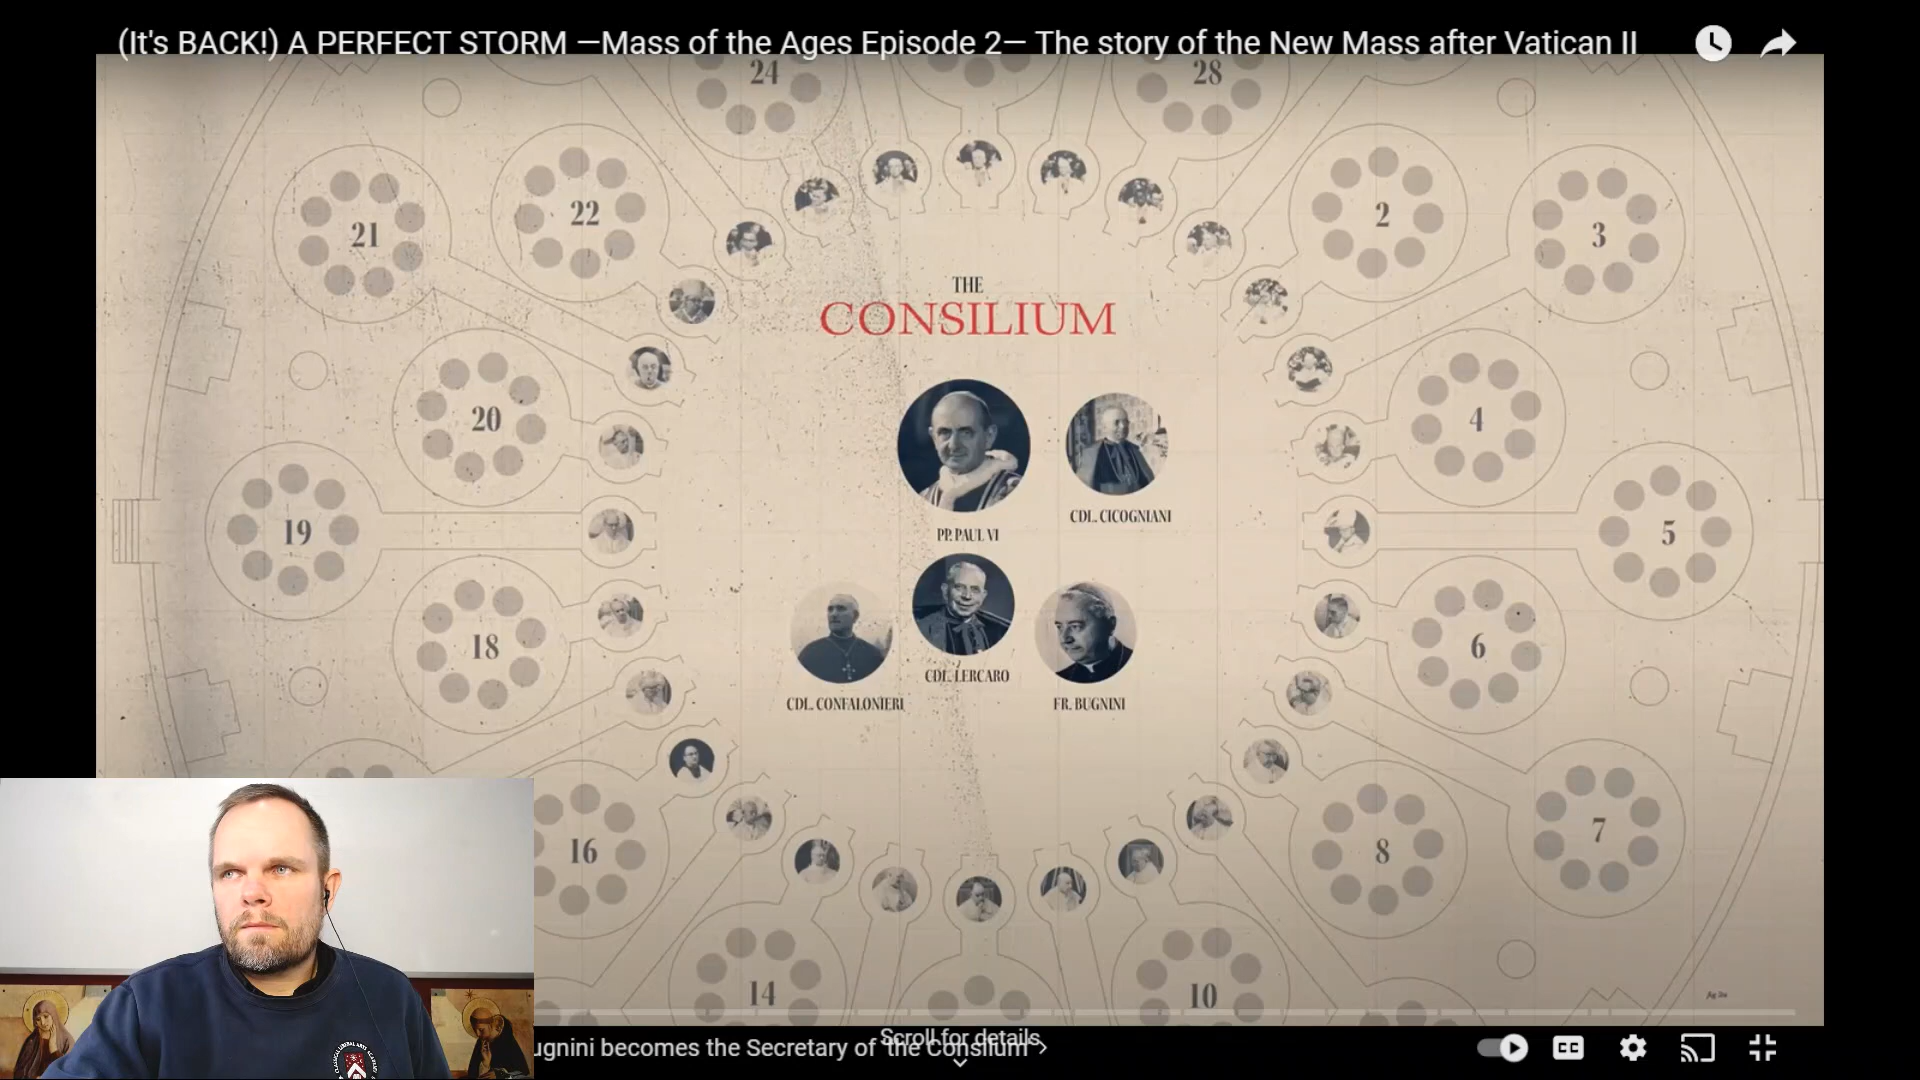 (It's BACK!) A PERFECT STORM —Mass of the Ages Episode 2— The story of the New Mass after Vatican II
24
28
22
2
21
3
THE
CONSILIUM
20
4
PP. PAUL VI
CDL. CICOGNIANI
19
5
18
6
CDL. CONFALONIERI
CDL. LERCARO
FR. BUGNINI
16
8
7
14
10
Scroll for details
ugnini becomes the Secretary of the Consilium
CC